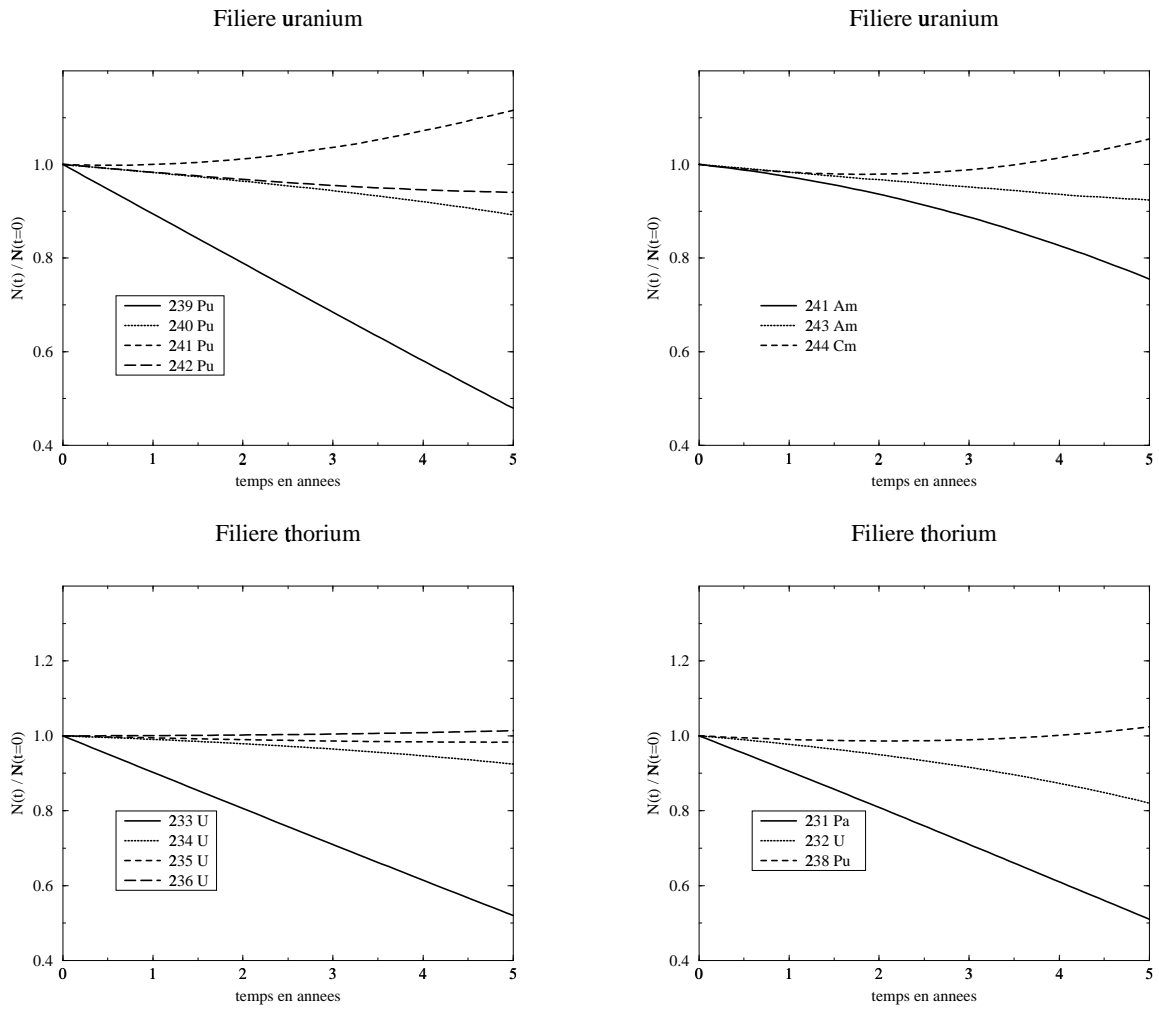 Filiere uranium
N(t) / N(t=0)
1.0
0.8
0.6
0.4
239 Pu
240 Pu
241 Pu
242 Pu
0 1 2 3 4 5
temps en annees
Filiere uranium
N(t) / N(t=0)
1.0
0.8
0.6
0.4
241 Am
243 Am
244 Cm
0 1 2 3 4 5
temps en annees
Filiere thorium
N(t) / N(t=0)
1.2
1.0
0.8
0.6
0.4
233 U
234 U
235 U
236 U
0 1 2 3 4 5
temps en annees
Filiere thorium
N(t) / N(t=0)
1.2
1.0
0.8
0.6
0.4
231 Pa
232 U
238 Pu
0 1 2 3 4 5
temps en annees